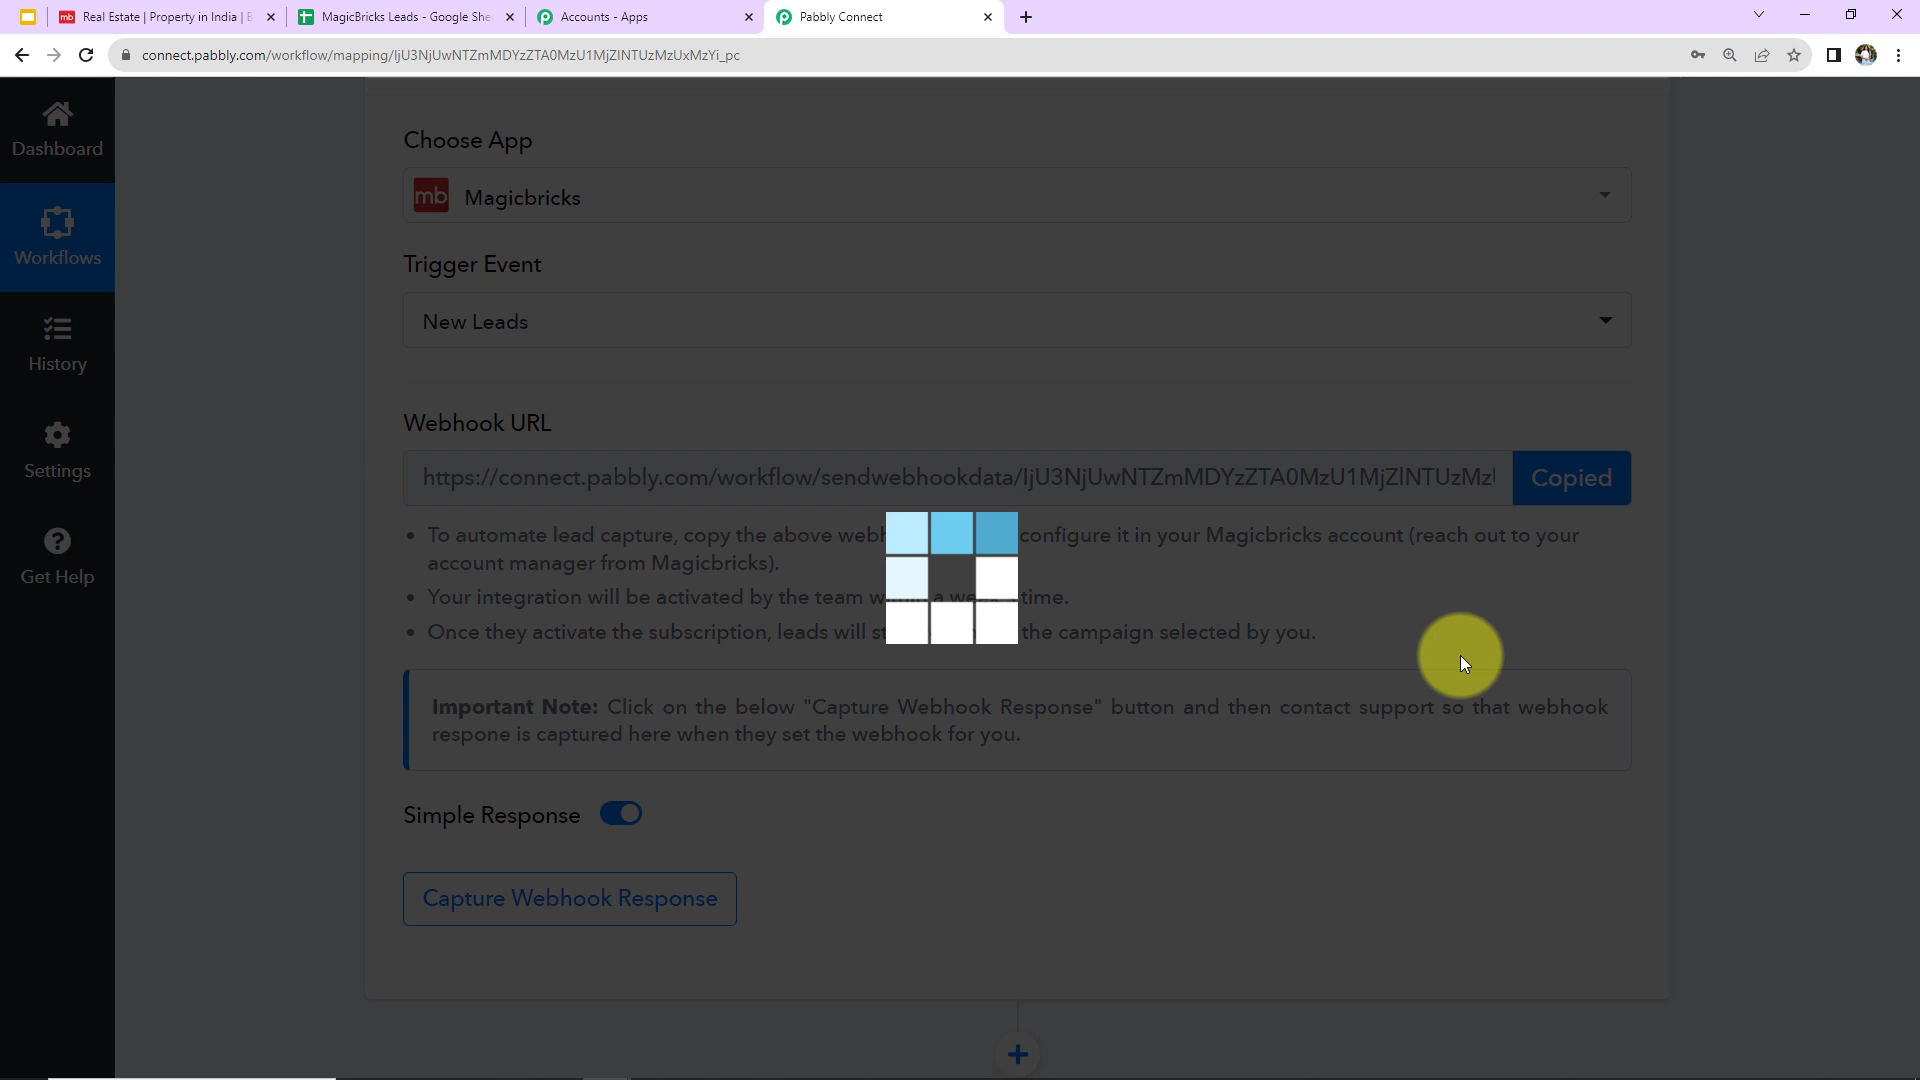 mb Real Estate | Property in India | B
MagicBricks Leads - Google She
Accounts - Apps
Pabbly Connect
connect.pabbly.com/workflow/mapping/IjU3NjUwNTZmMDYzZTA0MzU1MjZlNTUzMzUxMzYi_pc
Dashboard
Workflows
History
Settings
Get Help
Choose App
mb Magicbricks
Trigger Event
New Leads
Webhook URL
https://connect.pabbly.com/workflow/sendwebhookdata/IjU3NjUwNTZmMDYzZTA0MzU1MjZlNTUzMz
Copied
To automate lead capture, copy the above web configure it in your Magicbricks account (reach out to your
account manager from Magicbricks).
Your integration will be activated by the team w a we time.
Once they activate the subscription, leads will st the campaign selected by you.
Important Note: Click on the below "Capture Webhook Response" button and then contact support so that webhook
respone is captured here when they set the webhook for you.
Simple Response
Capture Webhook Response